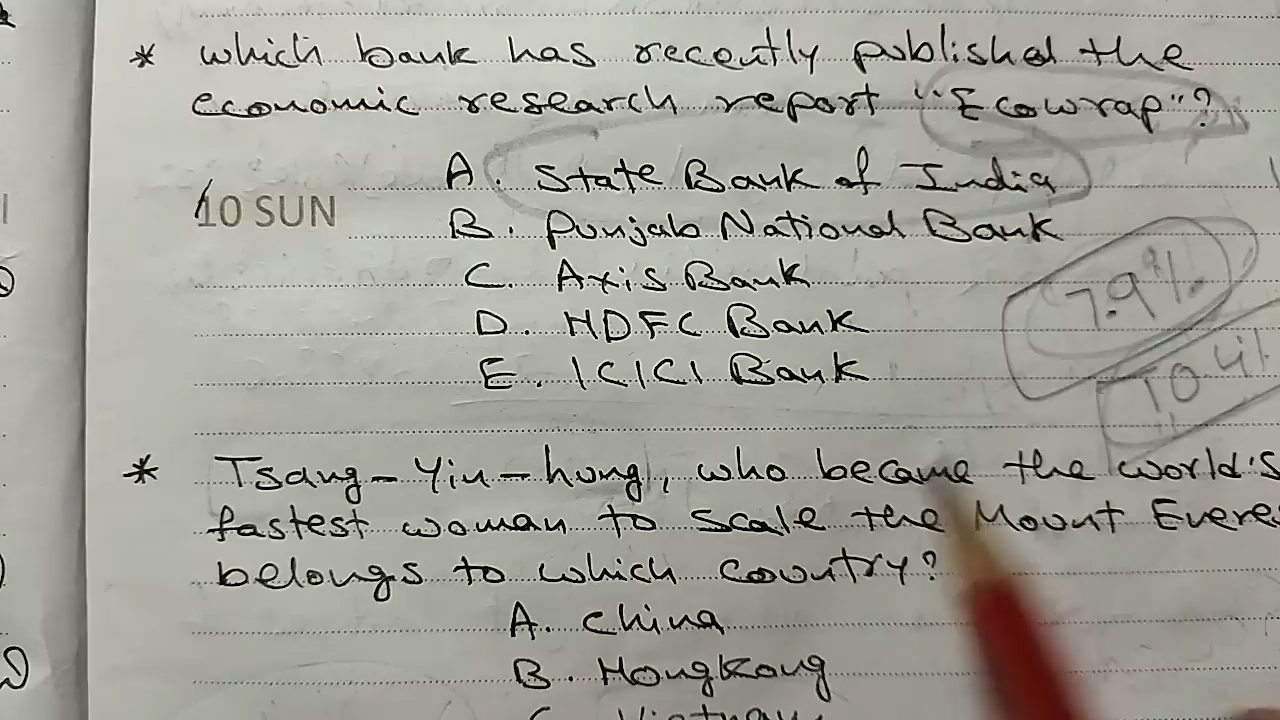 * which bank has recently published the
economic research report "Ecowrap"?
A. State Bank of India
10 SUN
B. Punjab National Bank
C. Axis Bank
7.9%
D. HDFC Bank
10.4%
E. ICICI Bank
* Tsang-Yin-hung, who became the world's
fastest woman to scale the Mount Evere
belongs to which country?
A. China
B. Hongkong
C. Vietnam